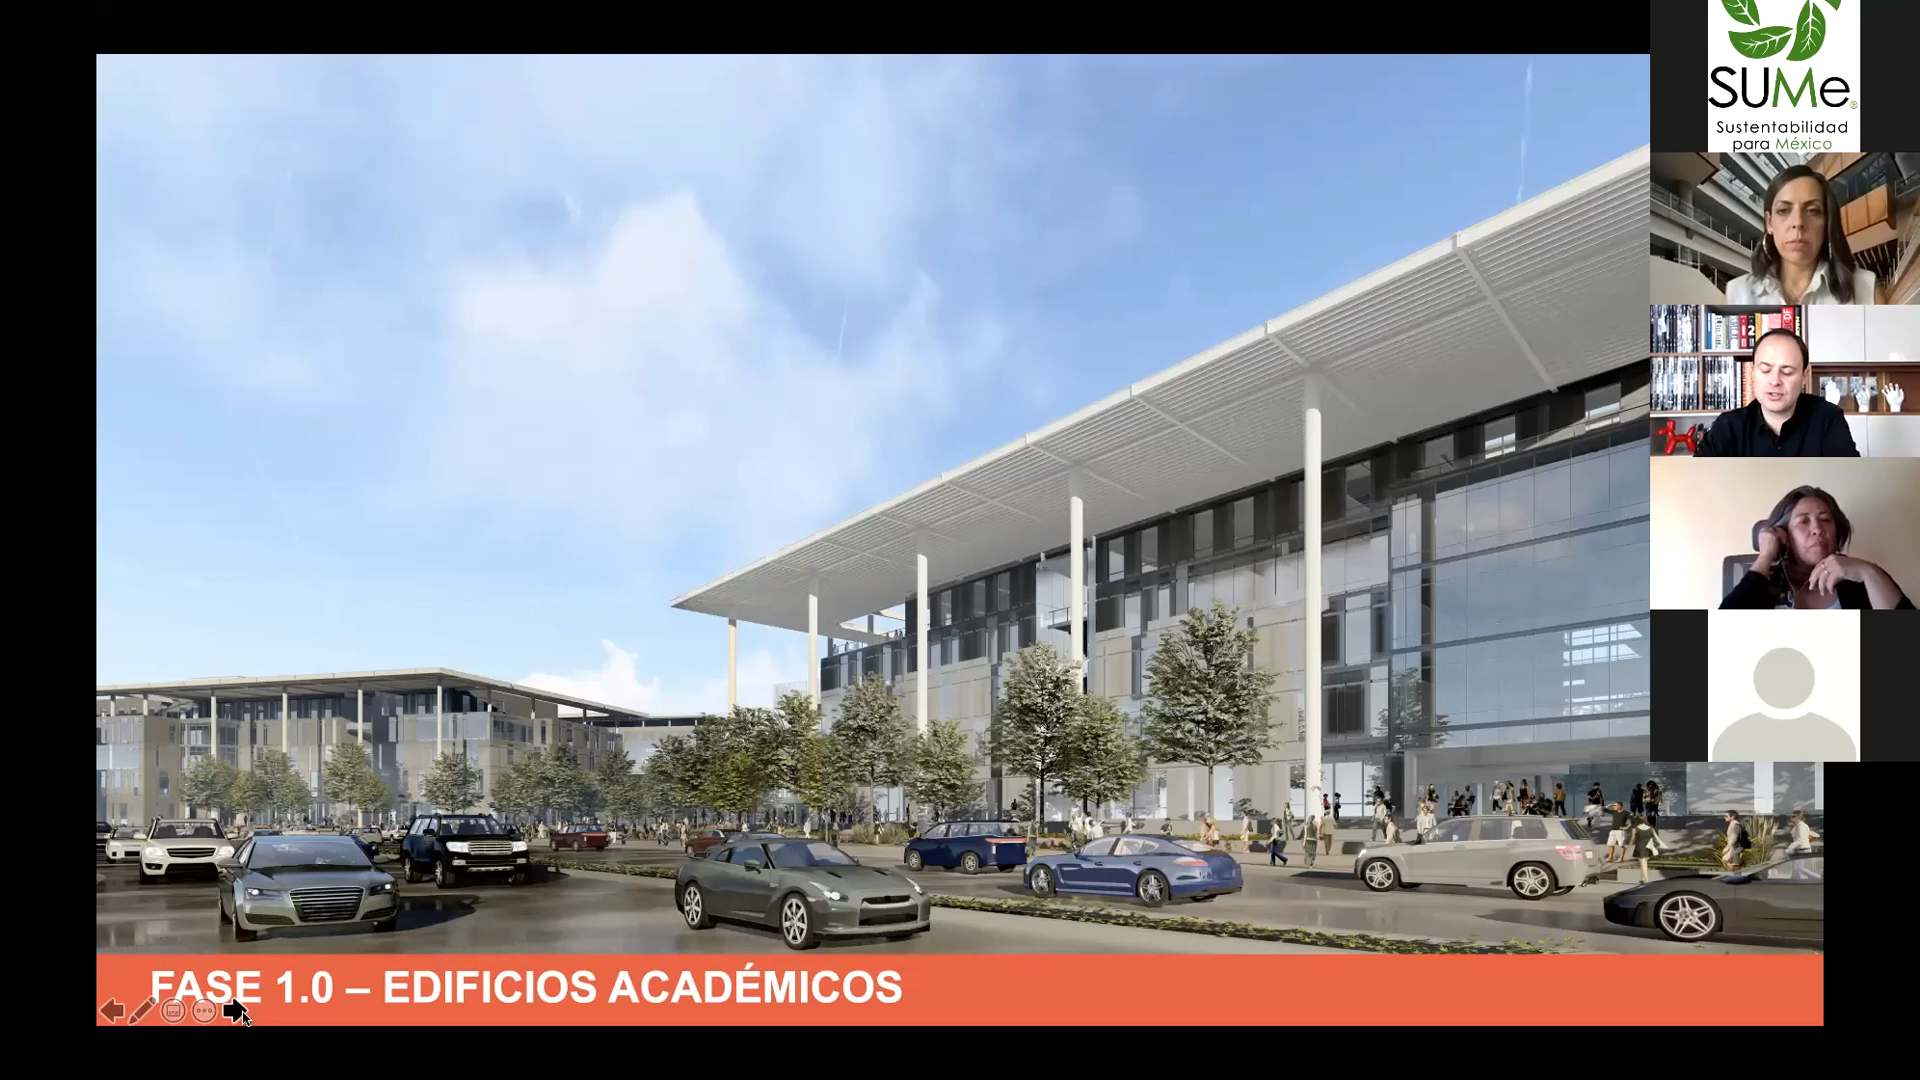 SUMe®
Sustentabilidad
para México
FASE 1.0 – EDIFICIOS ACADÉMICOS